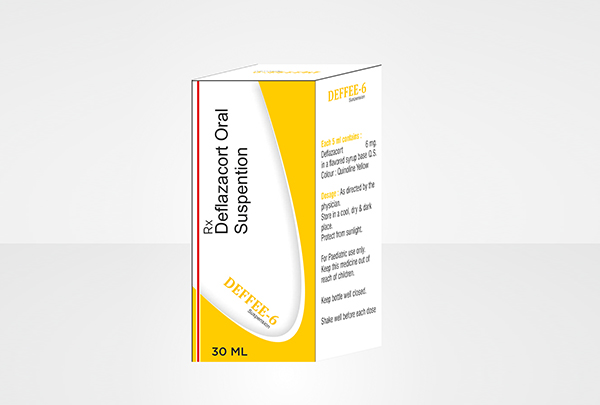 Rx
Deflazacort Oral
Suspention
DEFFEE-6
Suspension
30 ML
DEFFEE-6
Suspension
Each 5 ml contains :
Deflazacort 6 mg.
in a flavored syrup base Q.S.
Colour : Quinoline Yellow
Dosage : As directed by the
physician.
Store in a cool, dry & dark
place.
Protect from sunlight.
For Paediatric use only.
Keep this medicine out of
reach of children.
Keep bottle well closed.
Shake well before each dose